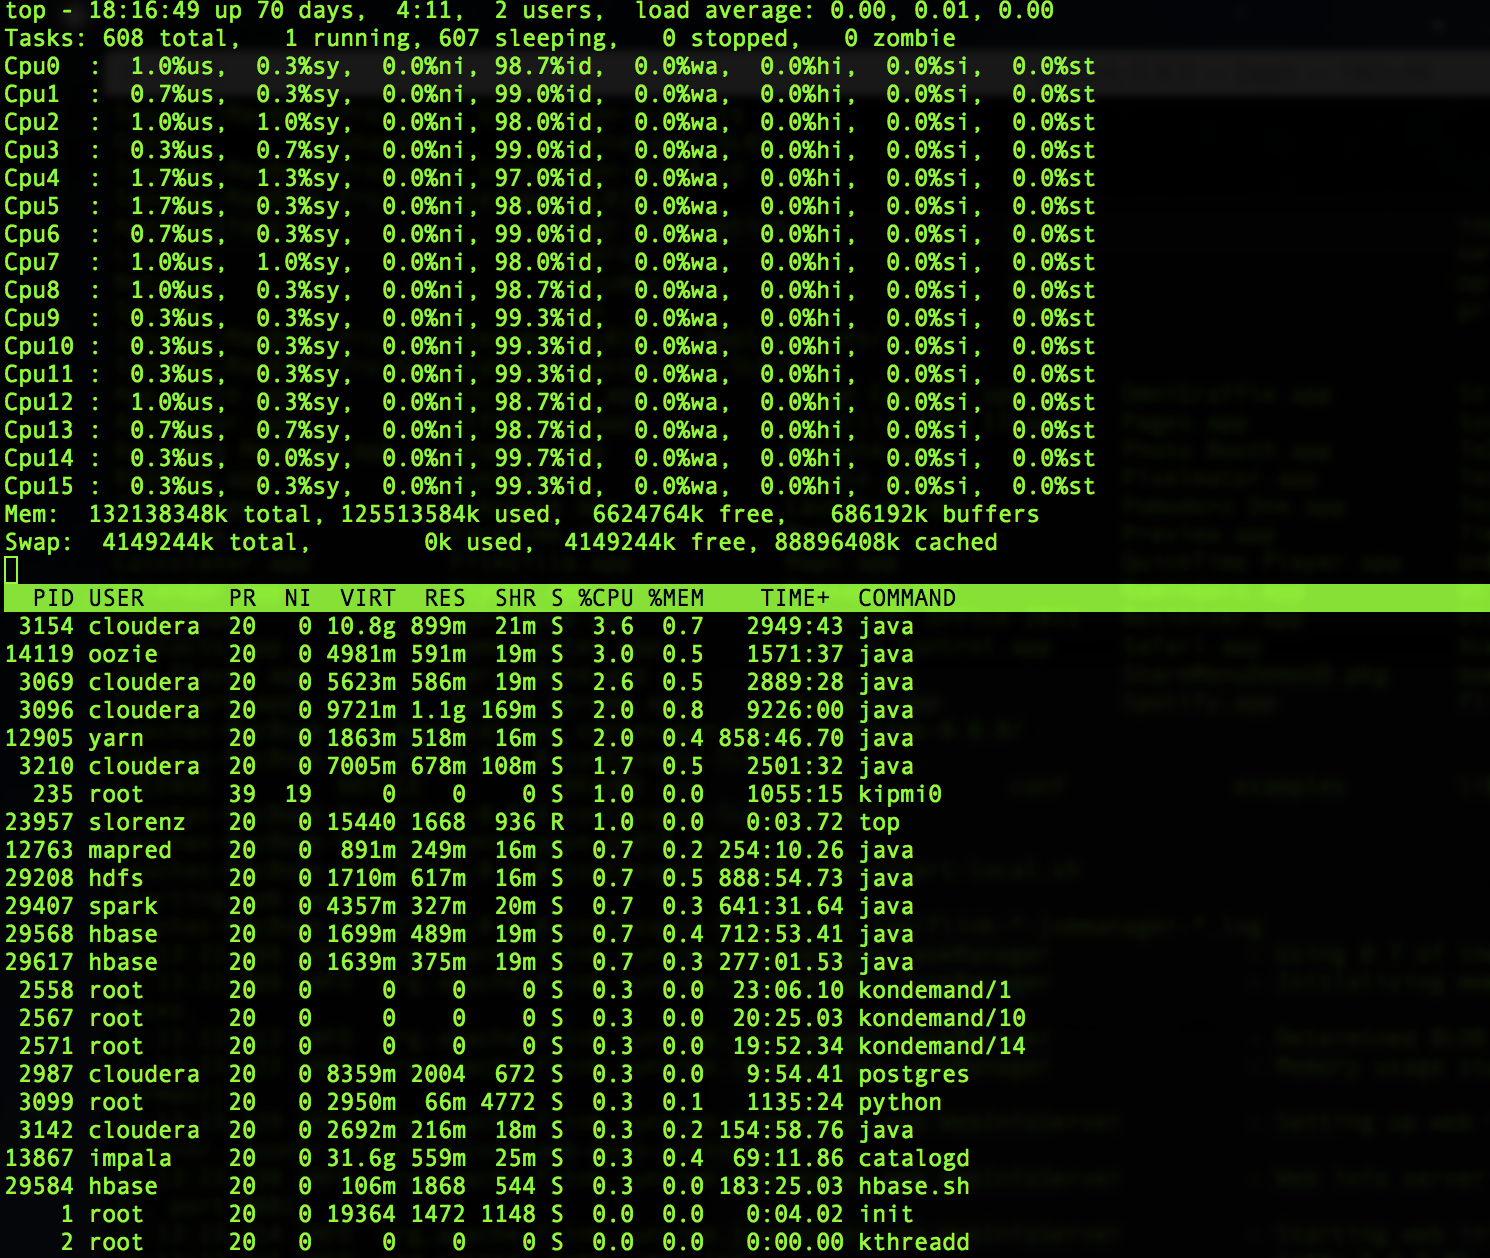 top - 18:16:49 up 70 days,  4:11,  2 users,  load average: 0.00, 0.01, 0.00
Tasks: 608 total,   1 running, 607 sleeping,   0 stopped,   0 zombie
Cpu0  :  1.0%us,  0.3%sy,  0.0%ni, 98.7%id,  0.0%wa,  0.0%hi,  0.0%si,  0.0%st
Cpu1  :  0.7%us,  0.3%sy,  0.0%ni, 99.0%id,  0.0%wa,  0.0%hi,  0.0%si,  0.0%st
Cpu2  :  1.0%us,  1.0%sy,  0.0%ni, 98.0%id,  0.0%wa,  0.0%hi,  0.0%si,  0.0%st
Cpu3  :  0.3%us,  0.7%sy,  0.0%ni, 99.0%id,  0.0%wa,  0.0%hi,  0.0%si,  0.0%st
Cpu4  :  1.7%us,  1.3%sy,  0.0%ni, 97.0%id,  0.0%wa,  0.0%hi,  0.0%si,  0.0%st
Cpu5  :  1.7%us,  0.3%sy,  0.0%ni, 98.0%id,  0.0%wa,  0.0%hi,  0.0%si,  0.0%st
Cpu6  :  0.7%us,  0.3%sy,  0.0%ni, 99.0%id,  0.0%wa,  0.0%hi,  0.0%si,  0.0%st
Cpu7  :  1.0%us,  1.0%sy,  0.0%ni, 98.0%id,  0.0%wa,  0.0%hi,  0.0%si,  0.0%st
Cpu8  :  1.0%us,  0.3%sy,  0.0%ni, 98.7%id,  0.0%wa,  0.0%hi,  0.0%si,  0.0%st
Cpu9  :  0.3%us,  0.3%sy,  0.0%ni, 99.3%id,  0.0%wa,  0.0%hi,  0.0%si,  0.0%st
Cpu10 :  0.3%us,  0.3%sy,  0.0%ni, 99.3%id,  0.0%wa,  0.0%hi,  0.0%si,  0.0%st
Cpu11 :  0.3%us,  0.3%sy,  0.0%ni, 99.3%id,  0.0%wa,  0.0%hi,  0.0%si,  0.0%st
Cpu12 :  1.0%us,  0.3%sy,  0.0%ni, 98.7%id,  0.0%wa,  0.0%hi,  0.0%si,  0.0%st
Cpu13 :  0.7%us,  0.7%sy,  0.0%ni, 98.7%id,  0.0%wa,  0.0%hi,  0.0%si,  0.0%st
Cpu14 :  0.3%us,  0.0%sy,  0.0%ni, 99.7%id,  0.0%wa,  0.0%hi,  0.0%si,  0.0%st
Cpu15 :  0.3%us,  0.3%sy,  0.0%ni, 99.3%id,  0.0%wa,  0.0%hi,  0.0%si,  0.0%st
Mem:  132138348k total, 125513584k used,  6624764k free,   686192k buffers
Swap:  4149244k total,        0k used,  4149244k free, 88896408k cached
  PID USER      PR  NI  VIRT  RES  SHR S %CPU %MEM    TIME+  COMMAND
 3154 cloudera  20   0 10.8g 899m  21m S  3.6  0.7   2949:43 java
14119 oozie     20   0 4981m 591m  19m S  3.0  0.5   1571:37 java
 3069 cloudera  20   0 5623m 586m  19m S  2.6  0.5   2889:28 java
 3096 cloudera  20   0 9721m 1.1g 169m S  2.0  0.8   9226:00 java
12905 yarn      20   0 1863m 518m  16m S  2.0  0.4 858:46.70 java
 3210 cloudera  20   0 7005m 678m 108m S  1.7  0.5   2501:32 java
  235 root      39  19     0    0    0 S  1.0  0.0   1055:15 kipmi0
23957 slorenz   20   0 15440 1668  936 R  1.0  0.0   0:03.72 top
12763 mapred    20   0  891m 249m  16m S  0.7  0.2 254:10.26 java
29208 hdfs      20   0 1710m 617m  16m S  0.7  0.5 888:54.73 java
29407 spark     20   0 4357m 327m  20m S  0.7  0.3 641:31.64 java
29568 hbase     20   0 1699m 489m  19m S  0.7  0.4 712:53.41 java
29617 hbase     20   0 1639m 375m  19m S  0.7  0.3 277:01.53 java
 2558 root      20   0     0    0    0 S  0.3  0.0  23:06.10 kondemand/1
 2567 root      20   0     0    0    0 S  0.3  0.0  20:25.03 kondemand/10
 2571 root      20   0     0    0    0 S  0.3  0.0  19:52.34 kondemand/14
 2987 cloudera  20   0 8359m 2004  672 S  0.3  0.0   9:54.41 postgres
 3099 root      20   0 2950m  66m 4772 S  0.3  0.1   1135:24 python
 3142 cloudera  20   0 2692m 216m  18m S  0.3  0.2 154:58.76 java
13867 impala    20   0 31.6g 559m  25m S  0.3  0.4  69:11.86 catalogd
29584 hbase     20   0  106m 1868  544 S  0.3  0.0 183:25.03 hbase.sh
    1 root      20   0 19364 1472 1148 S  0.0  0.0   0:04.02 init
    2 root      20   0     0    0    0 S  0.0  0.0   0:00.00 kthreadd